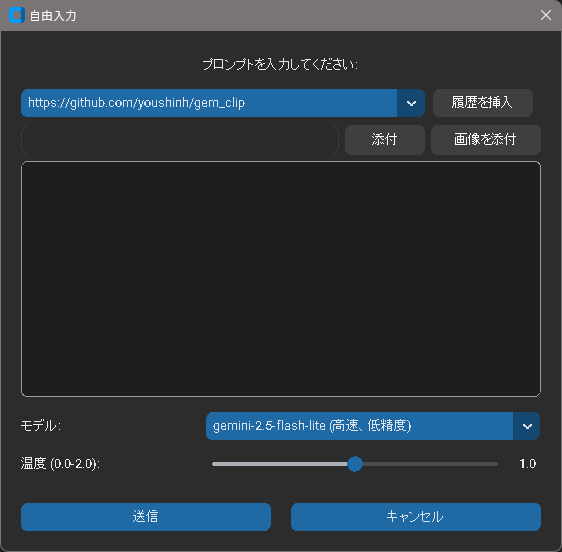 自由入力
プロンプトを入力してください:
https://github.com/youshinh/gem_clip
履歴を挿入
添付
画像を添付
モデル:
gemini-2.5-flash-lite (高速、低精度)
温度 (0.0-2.0):
1.0
送信
キャンセル